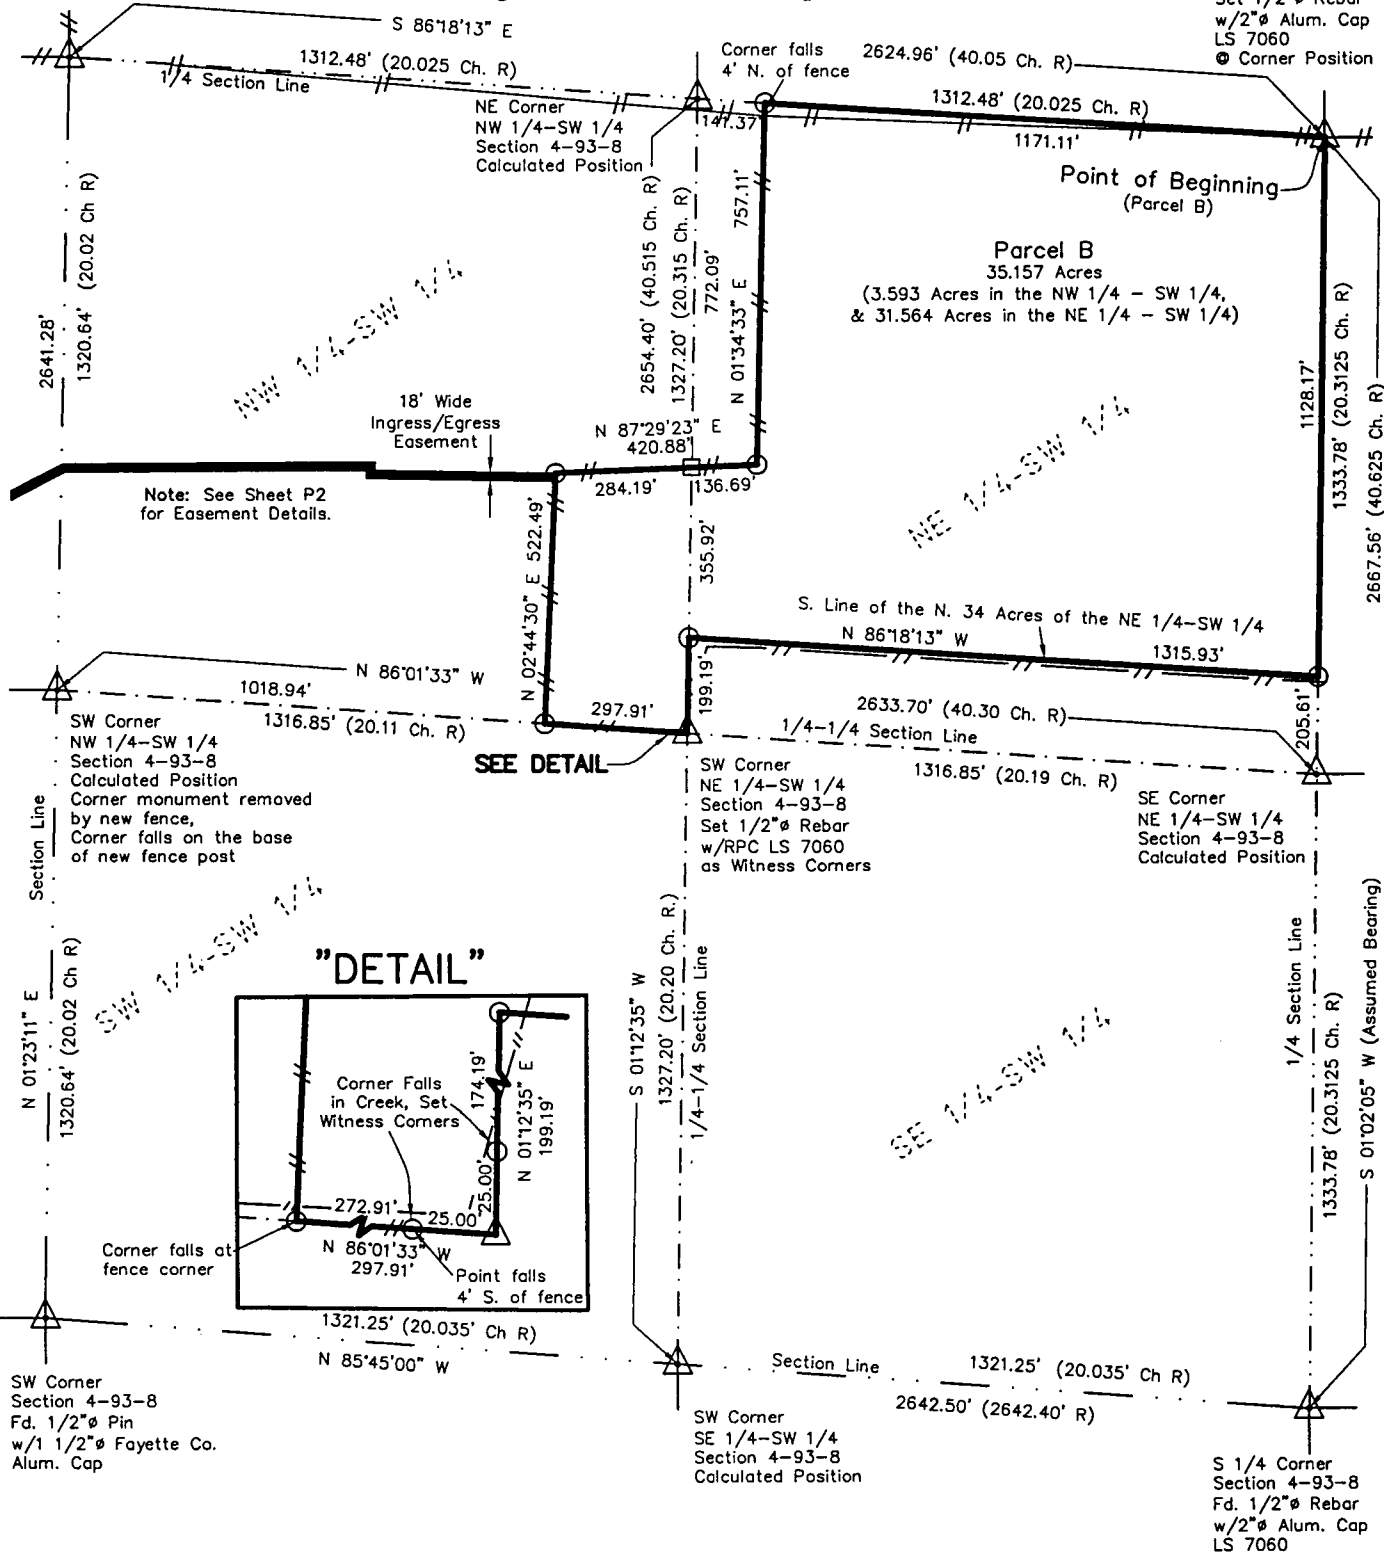 Set 1/2"ø Rebar
w/2"ø Alum. Cap
LS 7060
@ Corner Position
S 86°18'13" E
1312.48' (20.025 Ch. R)
1/4 Section Line
Corner falls
4' N. of fence
2624.96' (40.05 Ch. R)
1312.48' (20.025 Ch. R)
141.37'
1171.11'
NE Corner
NW 1/4-SW 1/4
Section 4-93-8
Calculated Position
Point of Beginning
(Parcel B)
Parcel B
35.157 Acres
(3.593 Acres in the NW 1/4 - SW 1/4,
& 31.564 Acres in the NE 1/4 - SW 1/4)
2641.28'
1320.64' (20.02 Ch R)
2654.40' (40.515 Ch. R)
1327.20' (20.315 Ch. R)
772.09'
N 01°34'33" E
757.11'
1128.17'
1333.78' (20.3125 Ch. R)
2667.56' (40.625 Ch. R)
NW 1/4-SW 1/4
NE 1/4-SW 1/4
18' Wide
Ingress/Egress
Easement
N 87°29'23" E
420.88'
284.19'
136.69'
Note: See Sheet P2
for Easement Details.
N 02°44'30" E 522.49'
355.92'
S. Line of the N. 34 Acres of the NE 1/4-SW 1/4
N 86°18'13" W
1315.93'
199.19'
205.61'
N 86°01'33" W
1018.94'
1316.85' (20.11 Ch. R)
297.91'
SEE DETAIL
2633.70' (40.30 Ch. R)
1/4-1/4 Section Line
1316.85' (20.19 Ch. R)
SW Corner
NW 1/4-SW 1/4
Section 4-93-8
Calculated Position
Corner monument removed
by new fence,
Corner falls on the base
of new fence post
SW Corner
NE 1/4-SW 1/4
Section 4-93-8
Set 1/2"ø Rebar
w/RPC LS 7060
as Witness Corners
SE Corner
NE 1/4-SW 1/4
Section 4-93-8
Calculated Position
Section Line
N 01°23'11" E
1320.64' (20.02 Ch R)
SW 1/4-SW 1/4
"DETAIL"
Corner Falls
in Creek, Set
Witness Corners
174.19'
N 01°12'35" E
199.19'
25.00'
272.91'
25.00'
N 86°01'33" W
297.91'
Corner falls at
fence corner
Point falls
4' S. of fence
S 01°12'35" W
1327.20' (20.20 Ch. R.)
1/4-1/4 Section Line
SE 1/4-SW 1/4
1/4 Section Line
1333.78' (20.3125 Ch. R)
S 01°02'05" W (Assumed Bearing)
1321.25' (20.035' Ch R)
N 85°45'00" W
Section Line
1321.25' (20.035' Ch R)
2642.50' (2642.40' R)
SW Corner
Section 4-93-8
Fd. 1/2"ø Pin
w/1 1/2"ø Fayette Co.
Alum. Cap
SW Corner
SE 1/4-SW 1/4
Section 4-93-8
Calculated Position
S 1/4 Corner
Section 4-93-8
Fd. 1/2"ø Rebar
w/2"ø Alum. Cap
LS 7060